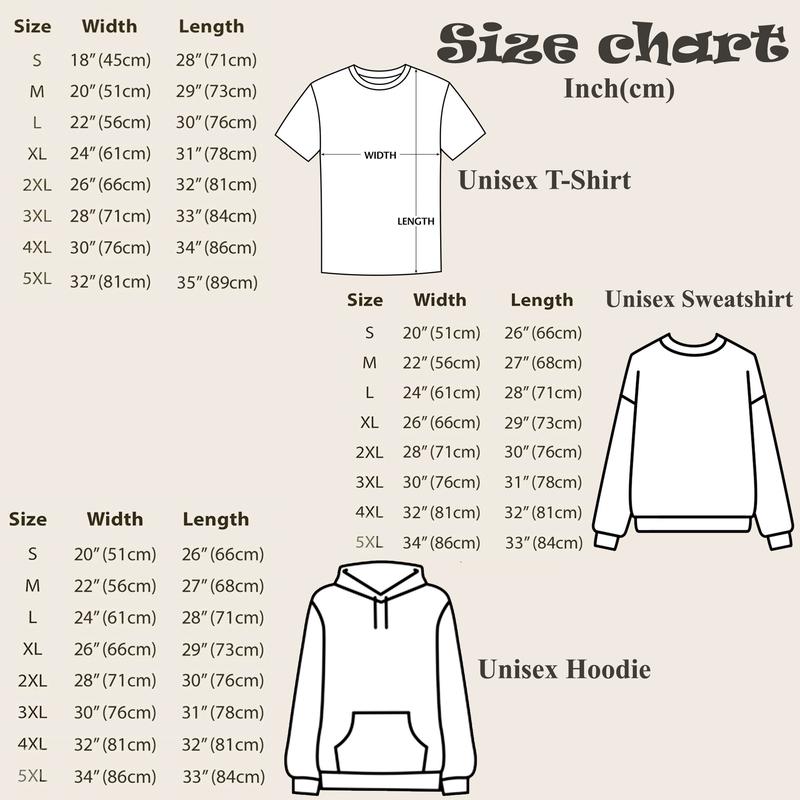 Size chart
Inch(cm)
Size Width Length
S 18”(45cm) 28”(71cm)
M 20”(51cm) 29”(73cm)
L 22”(56cm) 30”(76cm)
XL 24”(61cm) 31”(78cm)
2XL 26”(66cm) 32”(81cm)
3XL 28”(71cm) 33”(84cm)
4XL 30”(76cm) 34”(86cm)
5XL 32”(81cm) 35”(89cm)
WIDTH
LENGTH
Unisex T-Shirt
Size Width Length
S 20”(51cm) 26”(66cm)
M 22”(56cm) 27”(68cm)
L 24”(61cm) 28”(71cm)
XL 26”(66cm) 29”(73cm)
2XL 28”(71cm) 30”(76cm)
3XL 30”(76cm) 31”(78cm)
4XL 32”(81cm) 32”(81cm)
5XL 34”(86cm) 33”(84cm)
Unisex Sweatshirt
Size Width Length
S 20”(51cm) 26”(66cm)
M 22”(56cm) 27”(68cm)
L 24”(61cm) 28”(71cm)
XL 26”(66cm) 29”(73cm)
2XL 28”(71cm) 30”(76cm)
3XL 30”(76cm) 31”(78cm)
4XL 32”(81cm) 32”(81cm)
5XL 34”(86cm) 33”(84cm)
Unisex Hoodie